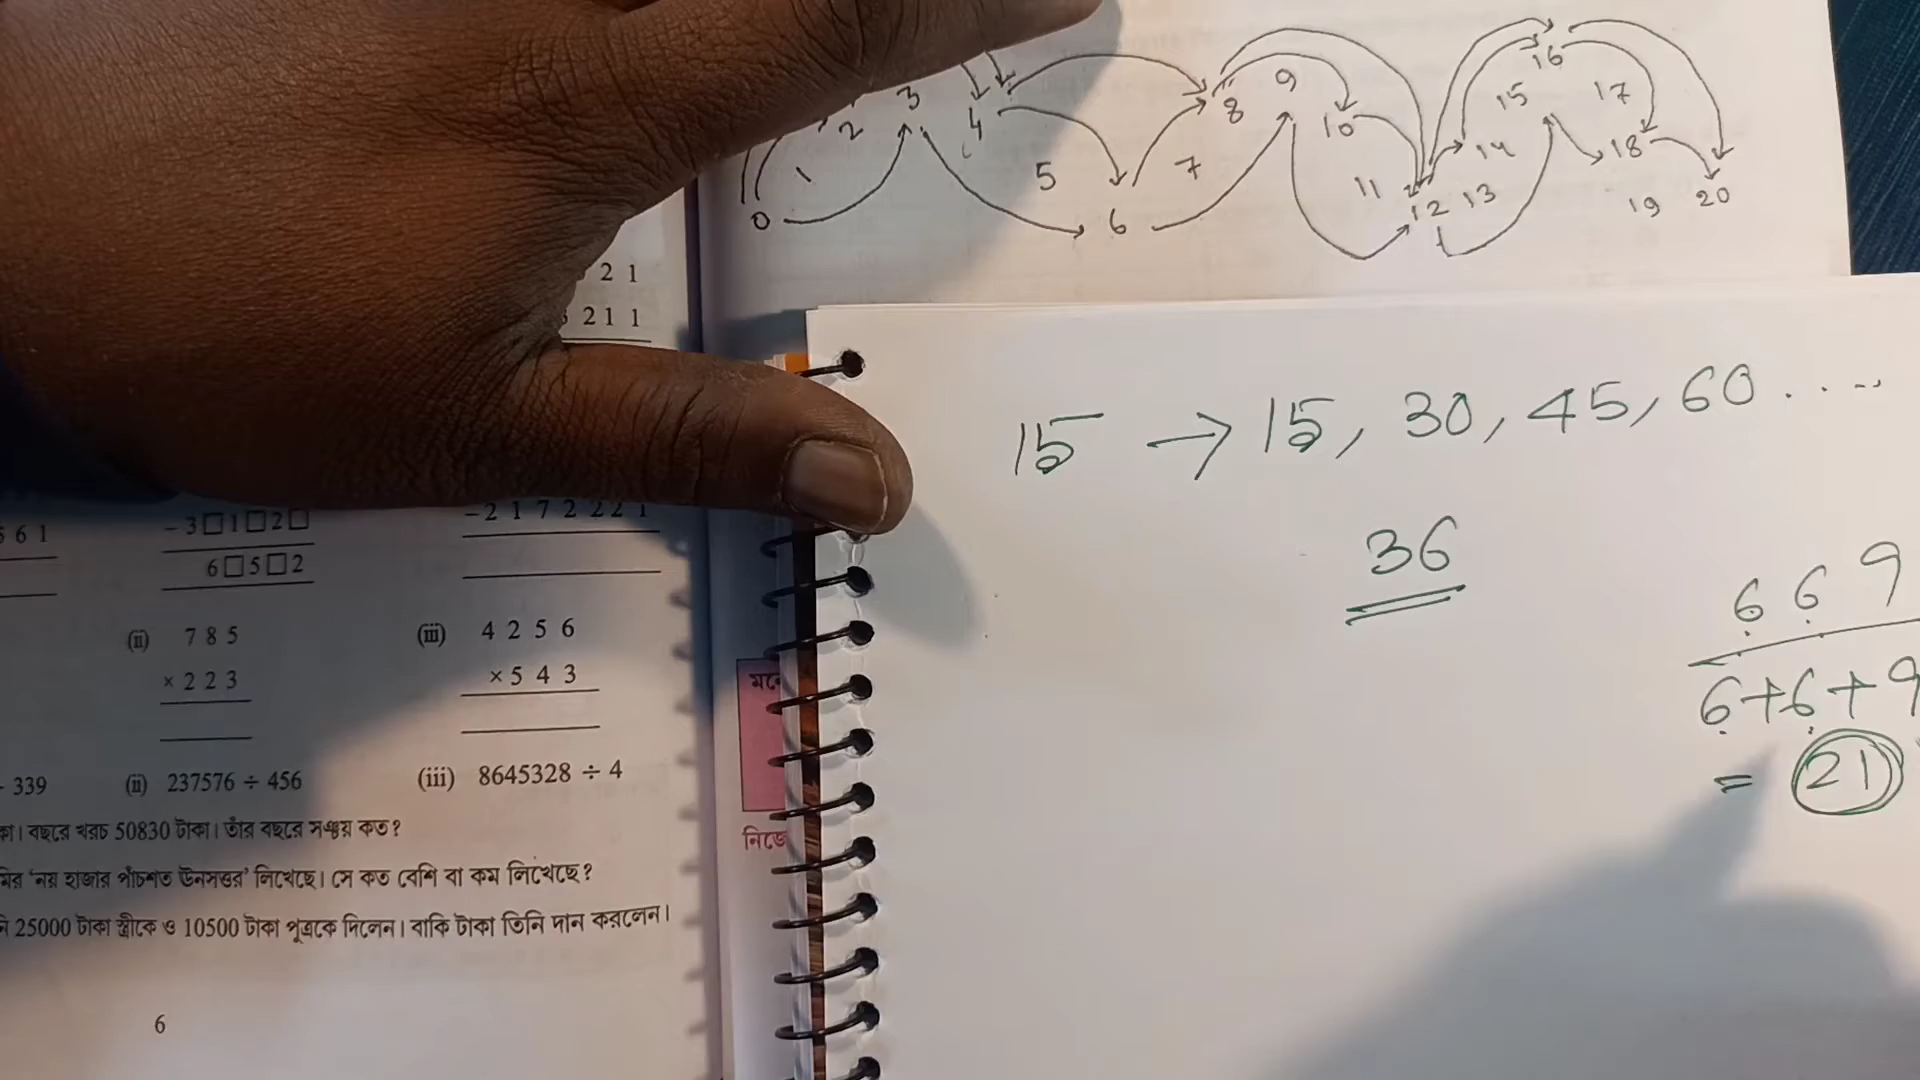 3 4 8 9 10 15 16 17
2 5 7 11 14 18
1 6 12 13 19 20
0
2 1
2 1 1
15 → 15, 30, 45, 60 .....
6 1
- 3□1□2□
- 2 1 7 2 2 2 1
6□5□2
36
6 6 9
6+6+9
= 21
(ii) 7 8 5
(iii) 4 2 5 6
× 2 2 3
× 5 4 3
339
(ii) 237576 ÷ 456
(iii) 8645328 ÷ 4
বছরে খরচ 50830 টাকা। তাঁর বছরে সঞ্চয় কত?
'নয় হাজার পাঁচশত ঊনসত্তর' লিখেছে। সে কত বেশি বা কম লিখেছে?
25000 টাকা স্ত্রীকে ও 10500 টাকা পুত্রকে দিলেন। বাকি টাকা তিনি দান করলেন।
6